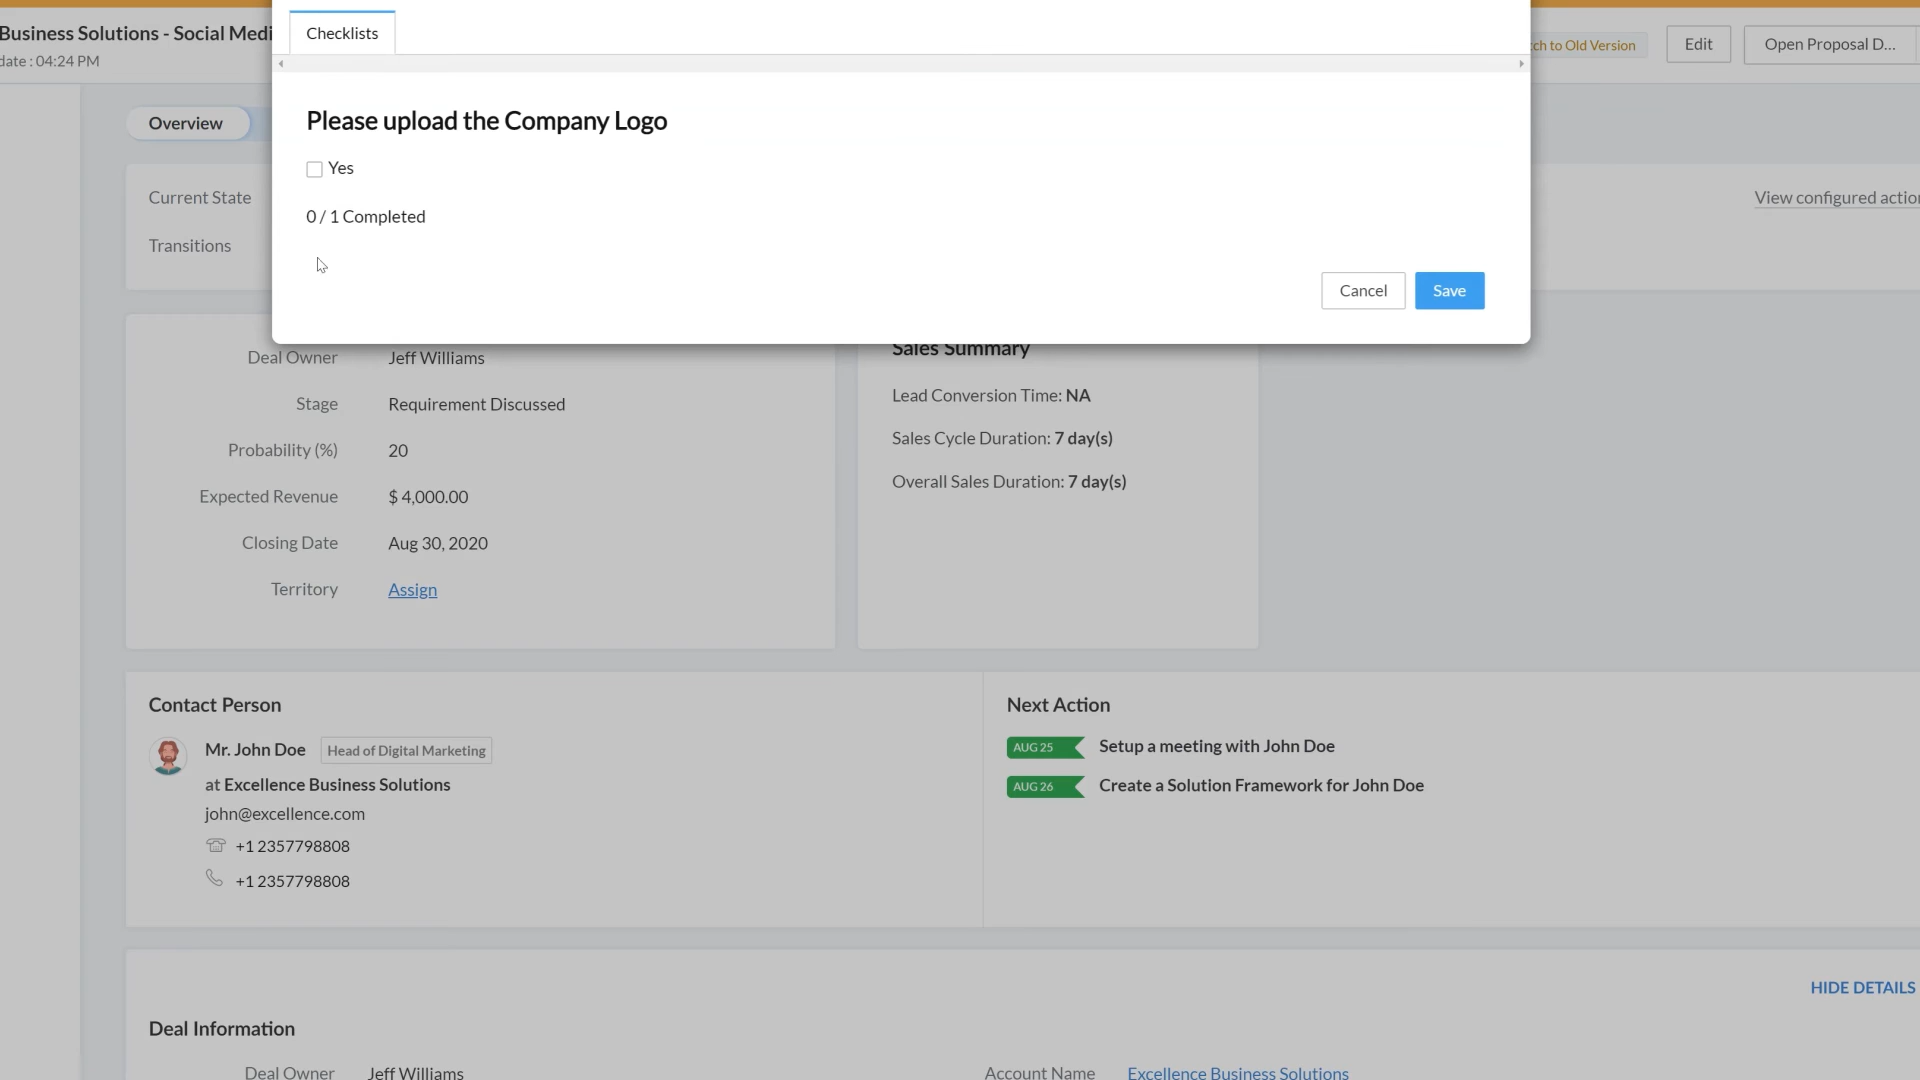 Business Solutions - Social Medi
date : 04:24 PM
Checklists
ch to Old Version
Edit
Open Proposal D...
Overview
Please upload the Company Logo
Yes
0 / 1 Completed
Cancel
Save
Current State
Transitions
View configured action
Deal Owner Jeff Williams
Stage Requirement Discussed
Probability (%) 20
Expected Revenue $ 4,000.00
Closing Date Aug 30, 2020
Territory Assign
Sales Summary
Lead Conversion Time: NA
Sales Cycle Duration: 7 day(s)
Overall Sales Duration: 7 day(s)
Contact Person
Mr. John Doe Head of Digital Marketing
at Excellence Business Solutions
john@excellence.com
+1 2357798808
+1 2357798808
Next Action
AUG 25 Setup a meeting with John Doe
AUG 26 Create a Solution Framework for John Doe
HIDE DETAILS
Deal Information
Deal Owner Jeff Williams
Account Name Excellence Business Solutions